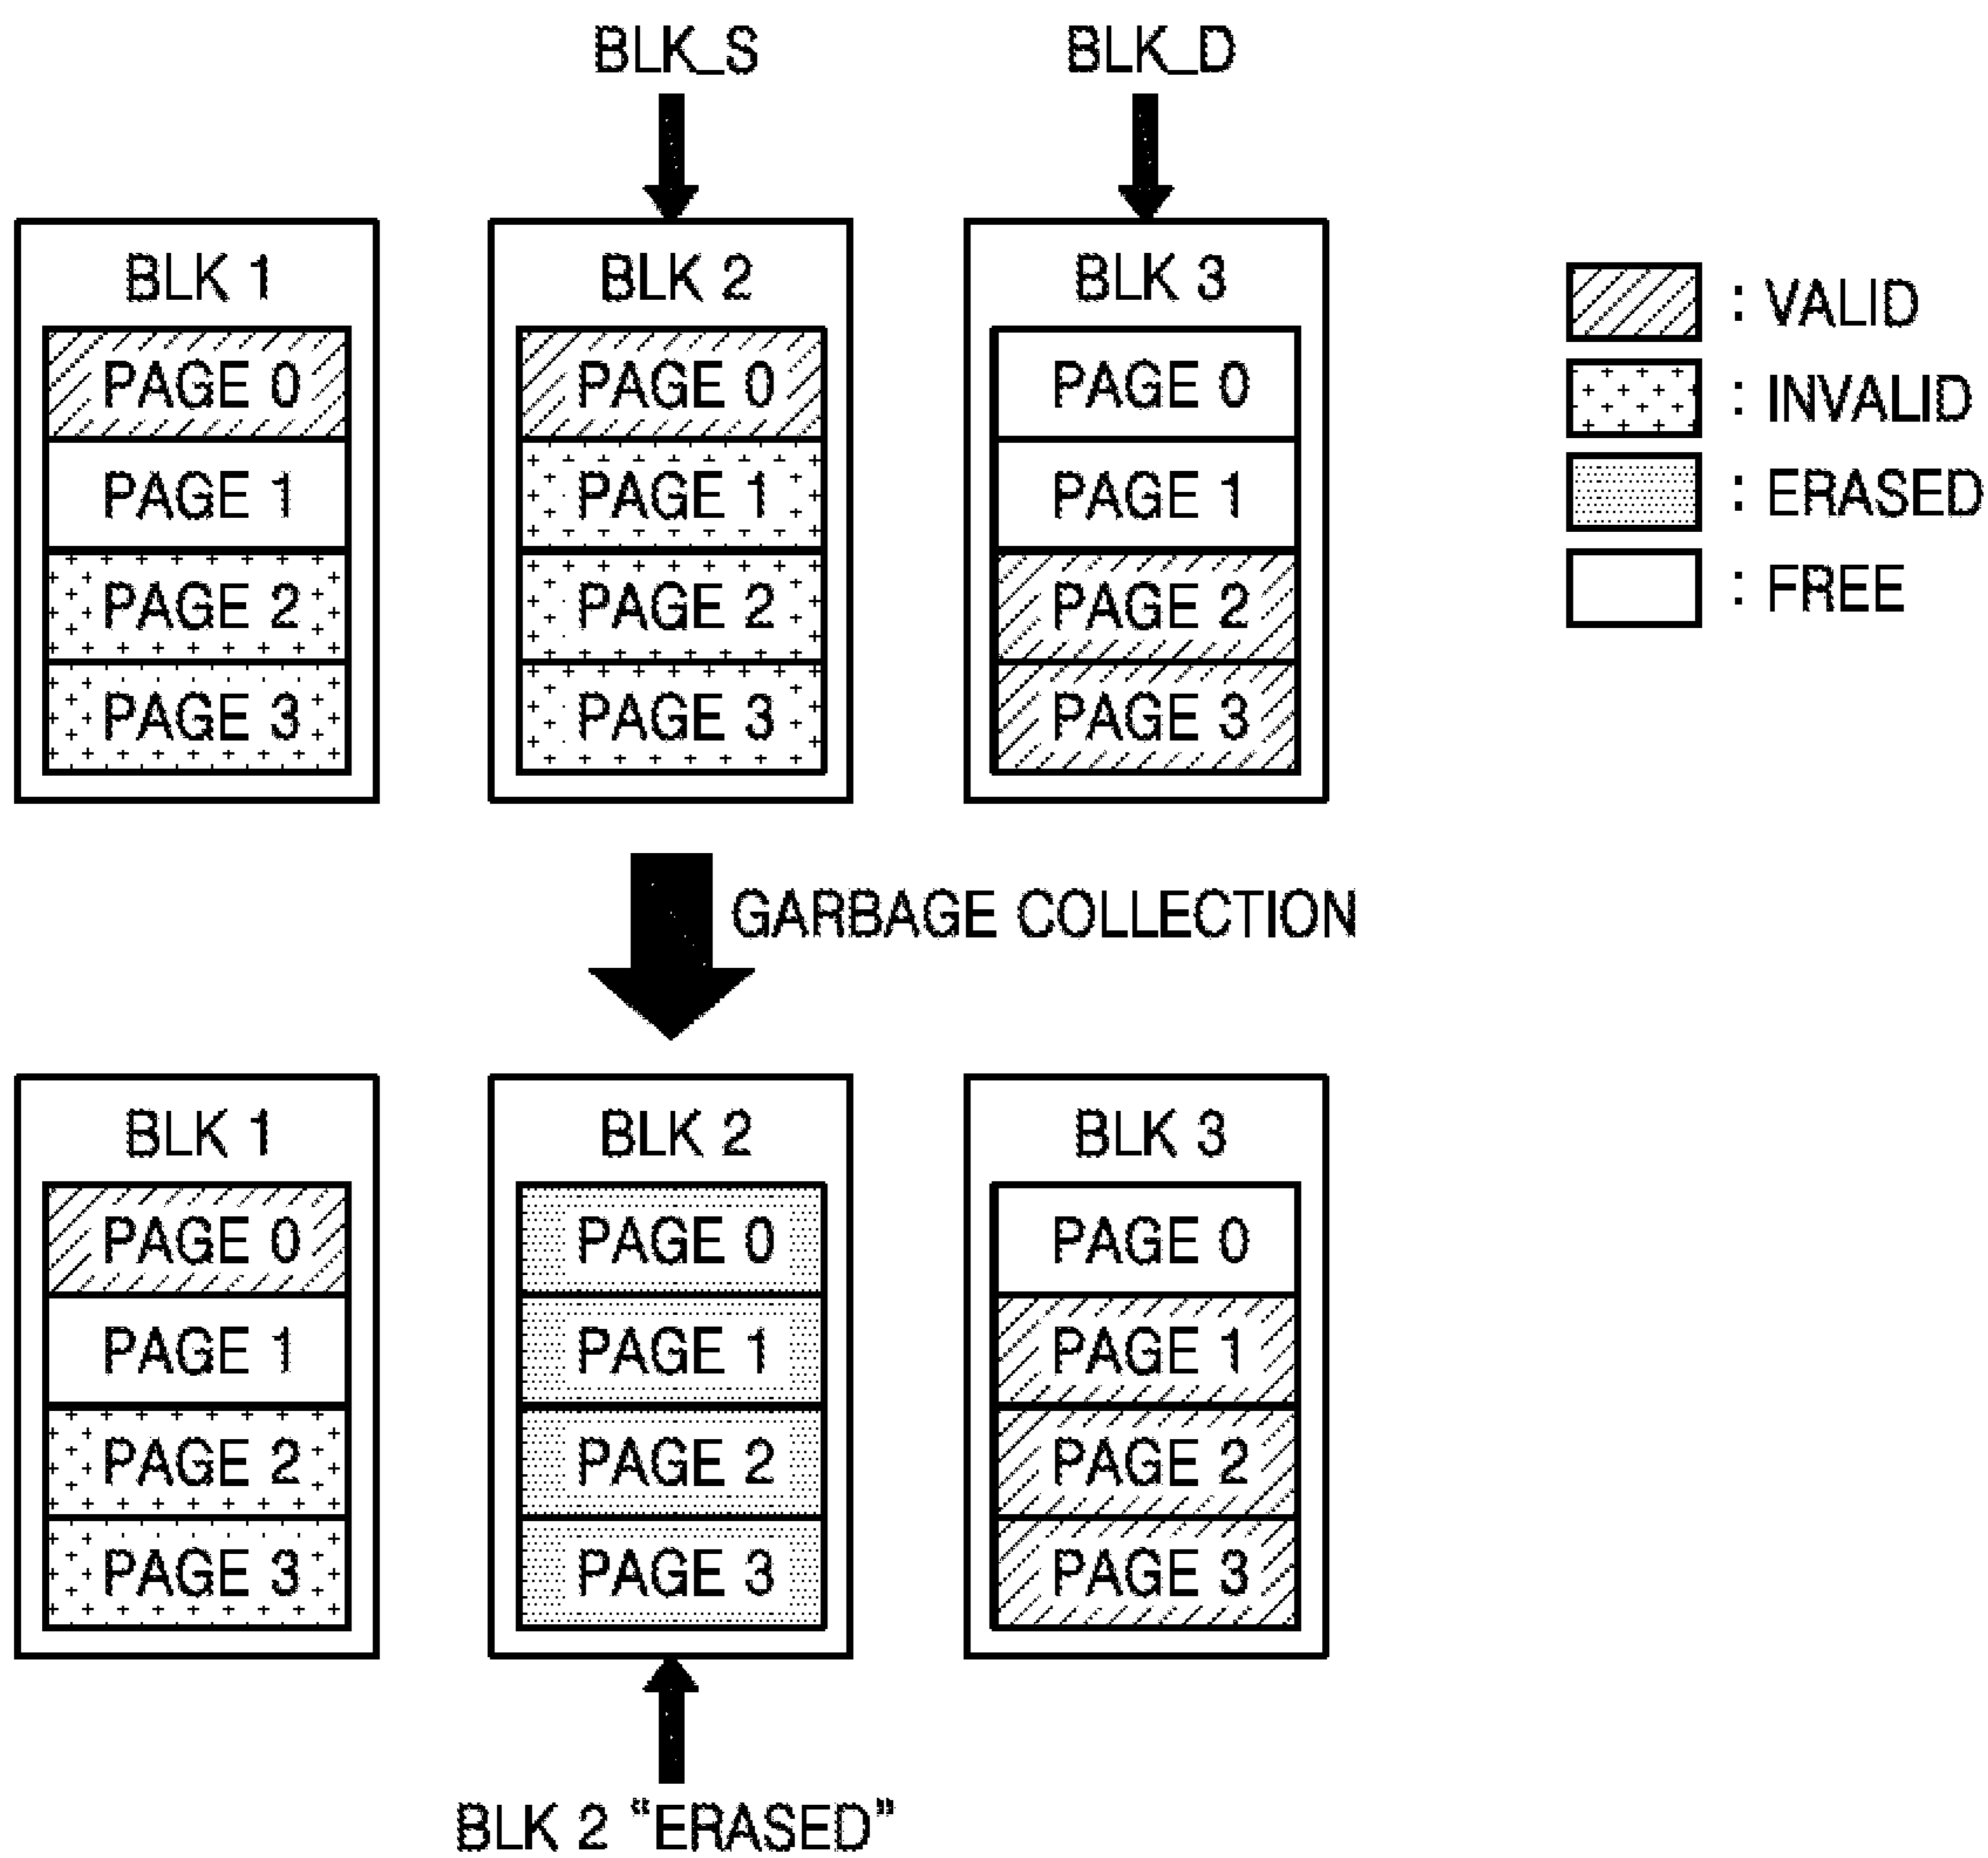 BLK_S
BLK_D
BLK 1
BLK 2
BLK 3
PAGE 0
PAGE 1
PAGE 2
PAGE 3
PAGE 0
PAGE 1
PAGE 2
PAGE 3
PAGE 0
PAGE 1
PAGE 2
PAGE 3
: VALID
: INVALID
: ERASED
: FREE
GARBAGE COLLECTION
BLK 1
BLK 2
BLK 3
PAGE 0
PAGE 1
PAGE 2
PAGE 3
PAGE 0
PAGE 1
PAGE 2
PAGE 3
PAGE 0
PAGE 1
PAGE 2
PAGE 3
BLK 2 “ERASED”